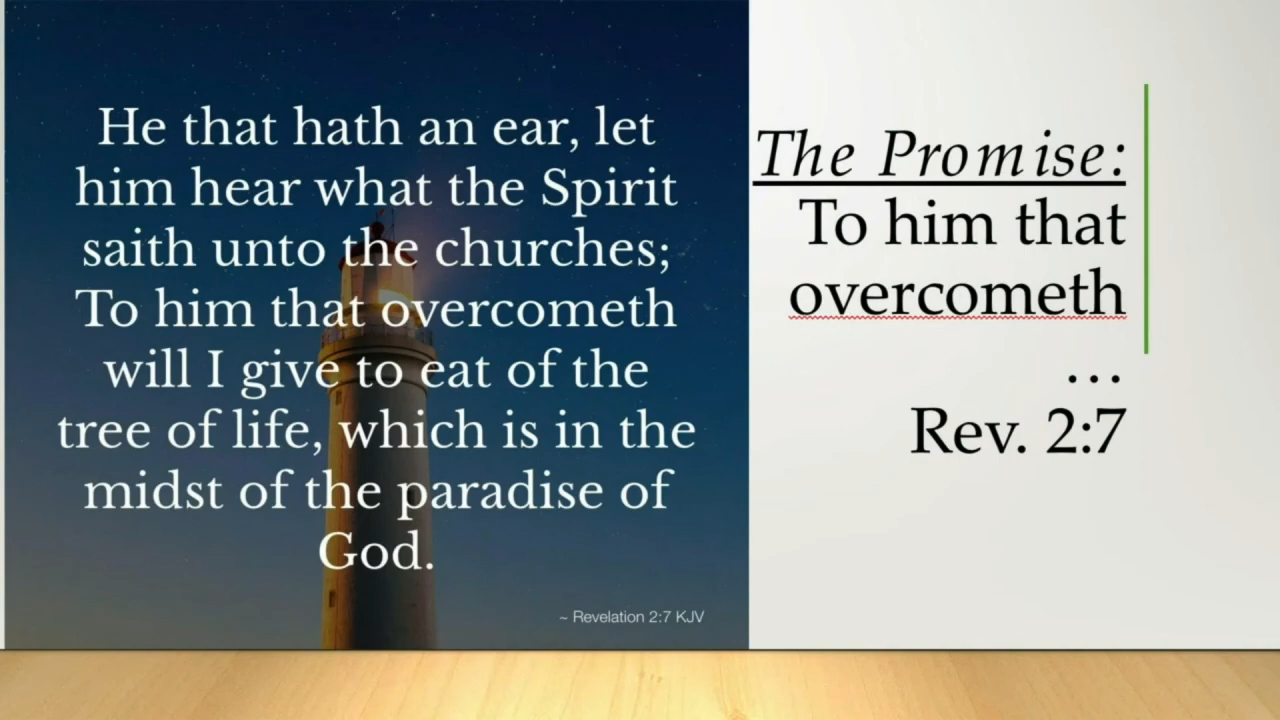 He that hath an ear, let
him hear what the Spirit
saith unto the churches;
To him that overcometh
will I give to eat of the
tree of life, which is in the
midst of the paradise of
God.
~ Revelation 2:7 KJV
The Promise:
To him that
overcometh
…
Rev. 2:7